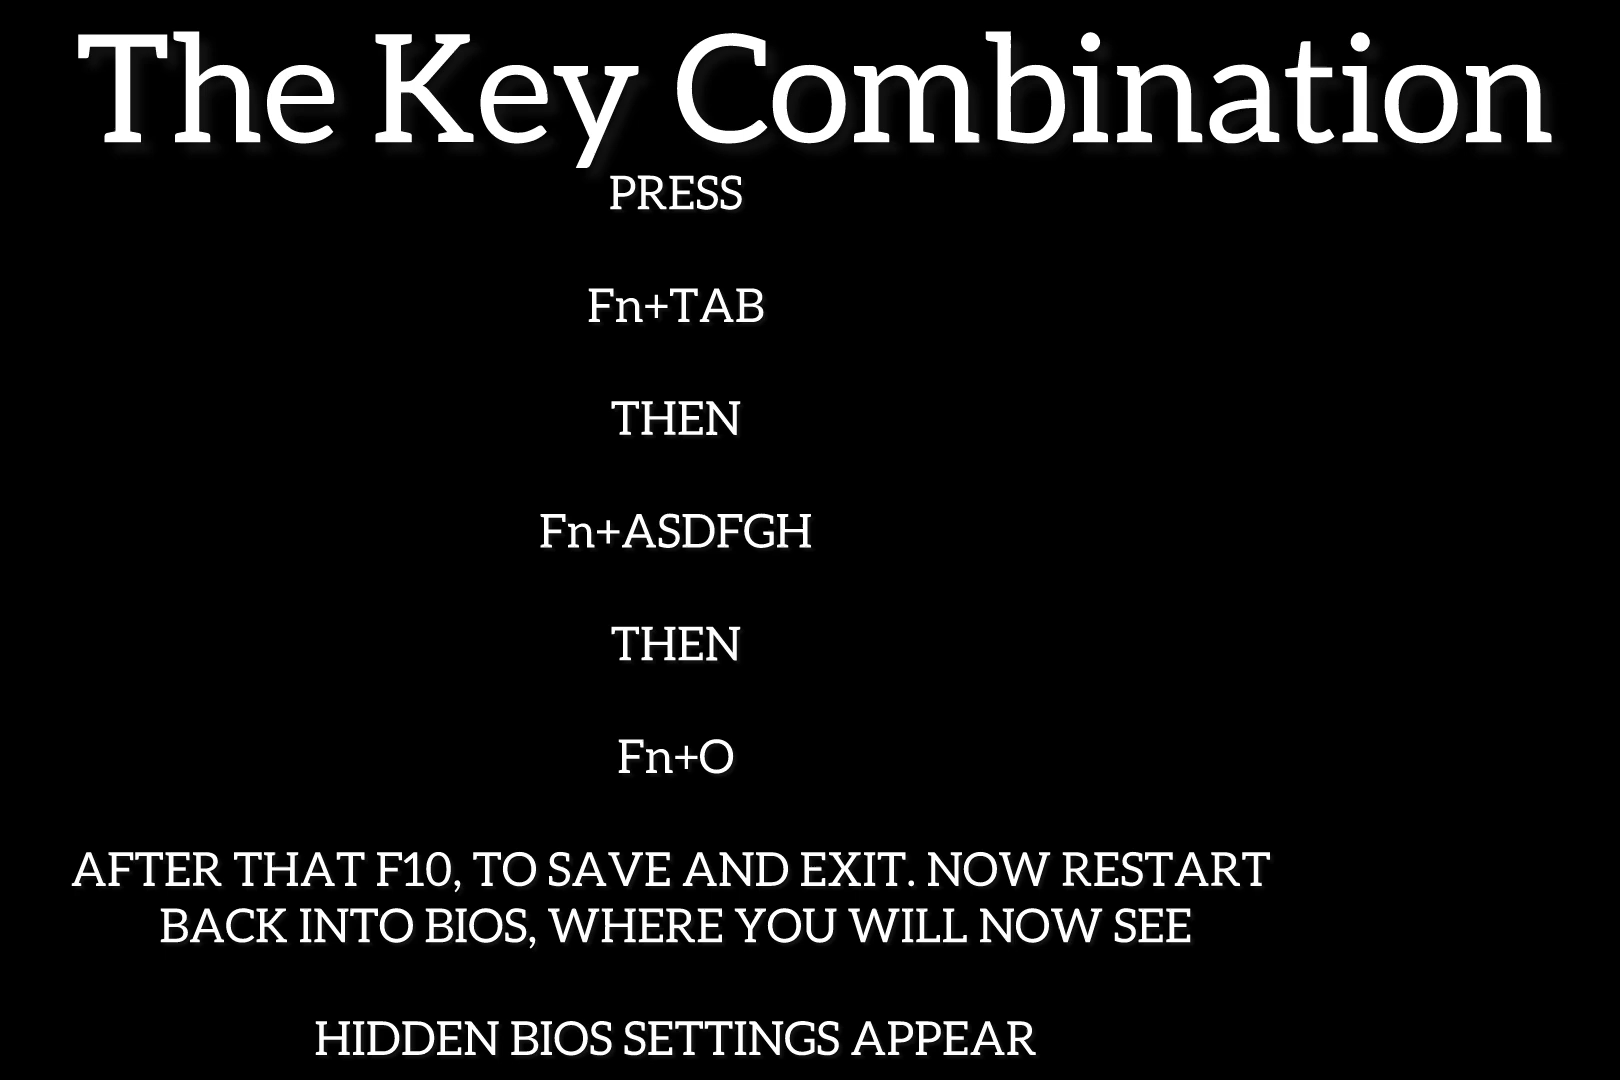 The Key Combination
PRESS
Fn+TAB
THEN
Fn+ASDFGH
THEN
Fn+O
AFTER THAT F10, TO SAVE AND EXIT. NOW RESTART
BACK INTO BIOS, WHERE YOU WILL NOW SEE
HIDDEN BIOS SETTINGS APPEAR